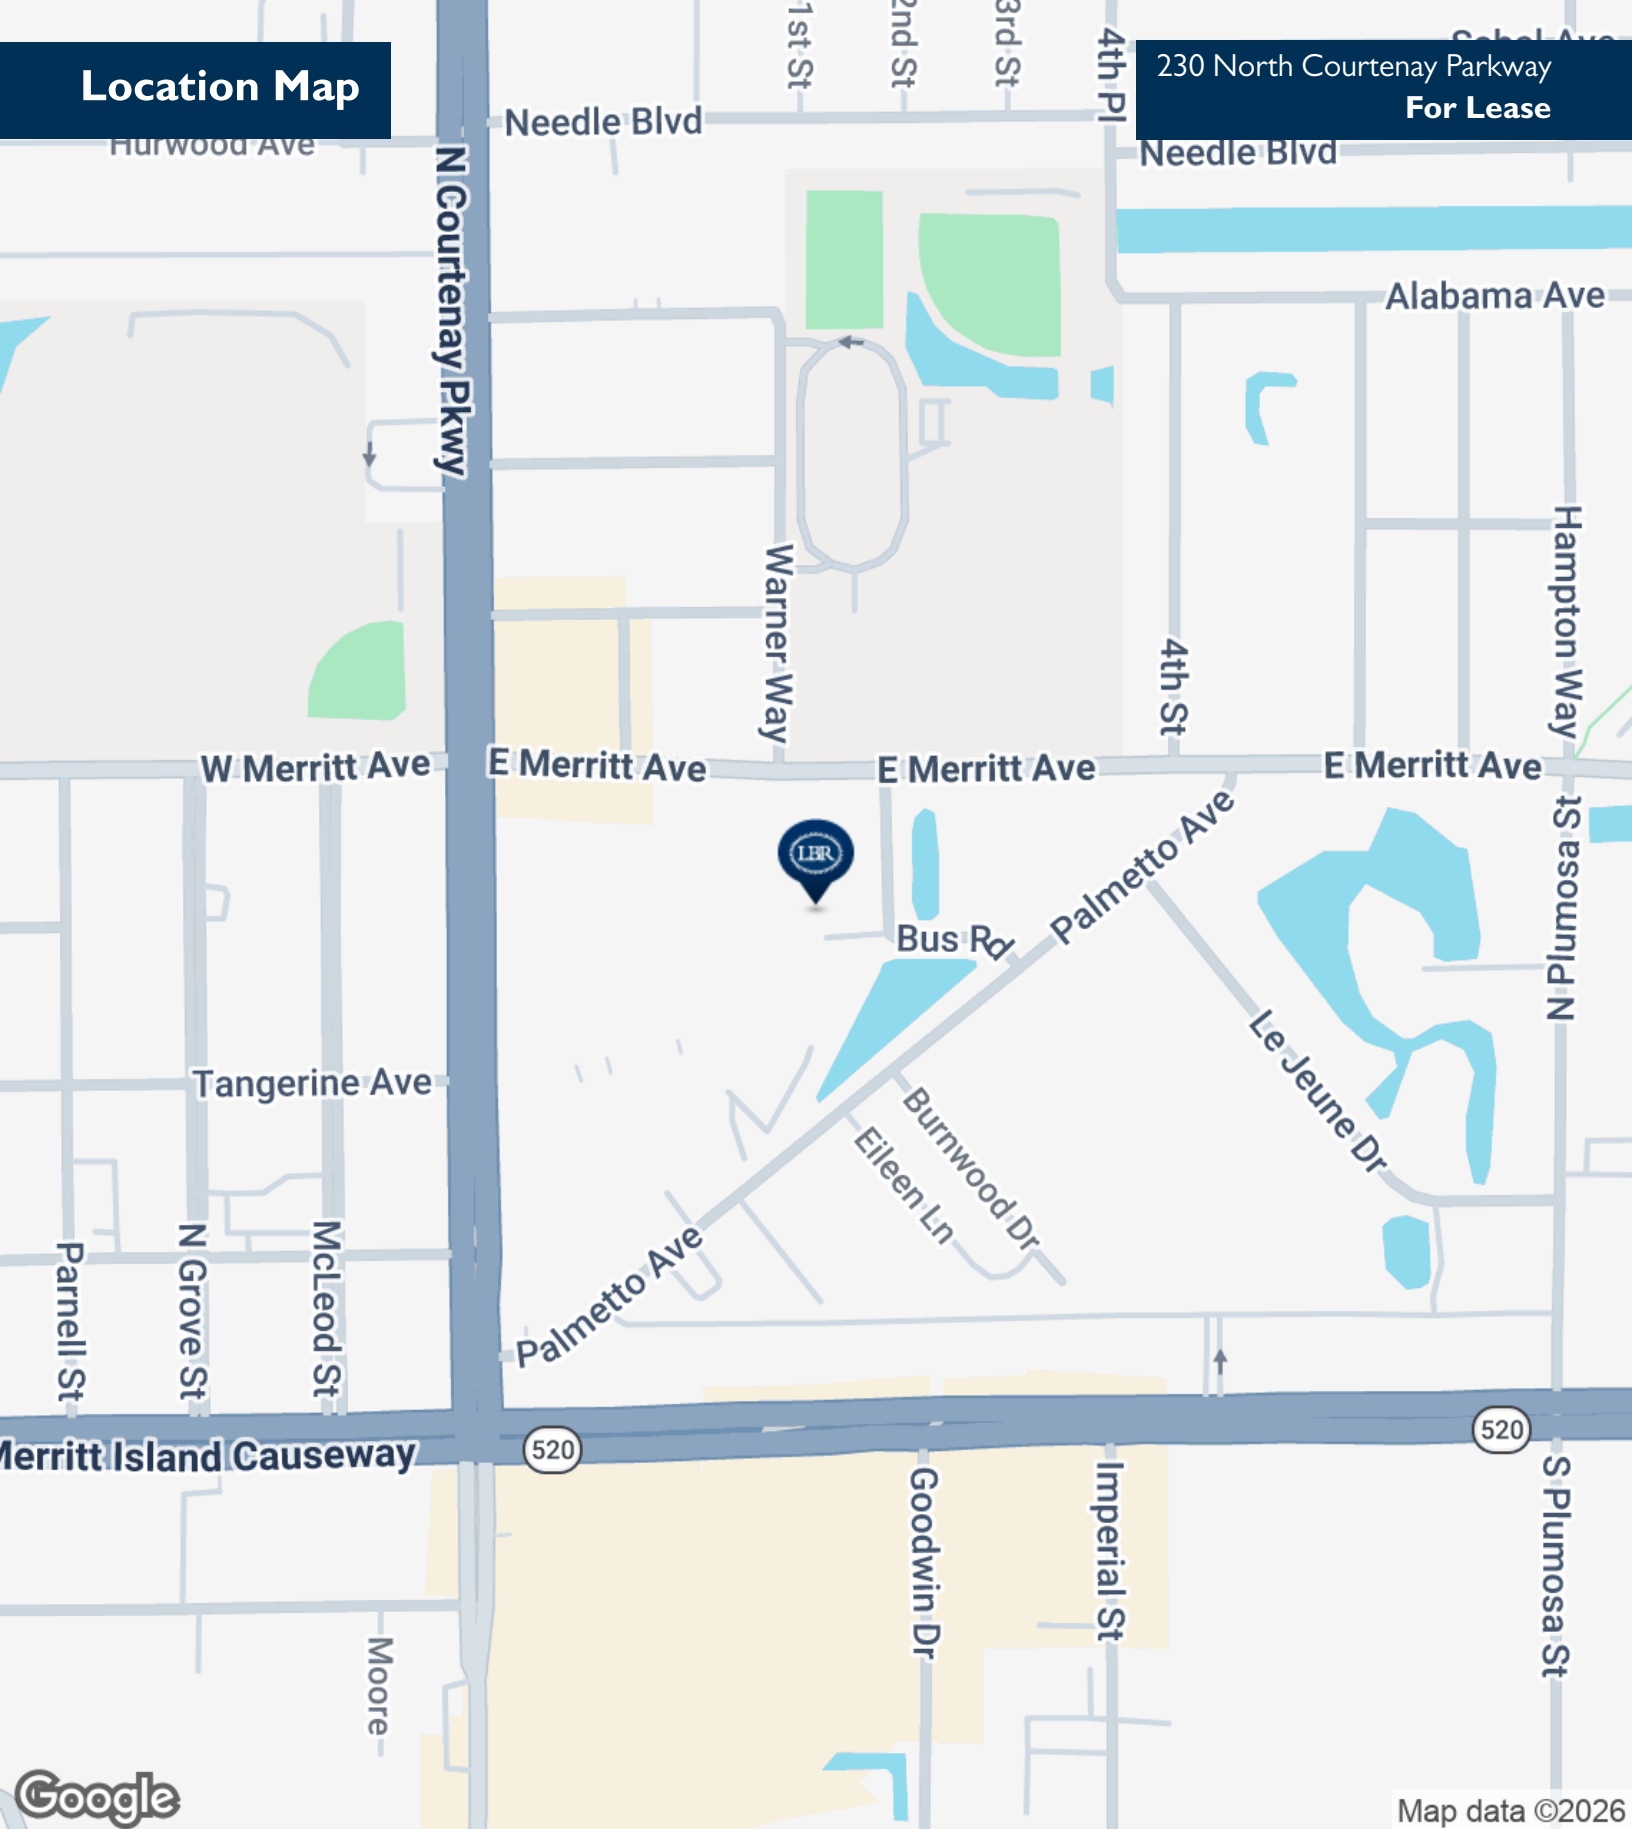 1st St
2nd St
3rd St
4th Pl
Sabel Ave
Location Map
230 North Courtenay Parkway
For Lease
Needle Blvd
Hurwood Ave
Needle Blvd
N Courtenay Pkwy
Alabama Ave
Hampton Way
Warner Way
4th St
W Merritt Ave
E Merritt Ave
E Merritt Ave
E Merritt Ave
Palmetto Ave
N Plumosa St
LBR
Bus Rd
Le Jeune Dr
Tangerine Ave
Burnwood Dr
Eileen Ln
Parnell St
N Grove St
McLeod St
Palmetto Ave
Merritt Island Causeway
520
520
Goodwin Dr
Imperial St
S Plumosa St
Moore
Google
Map data ©2026